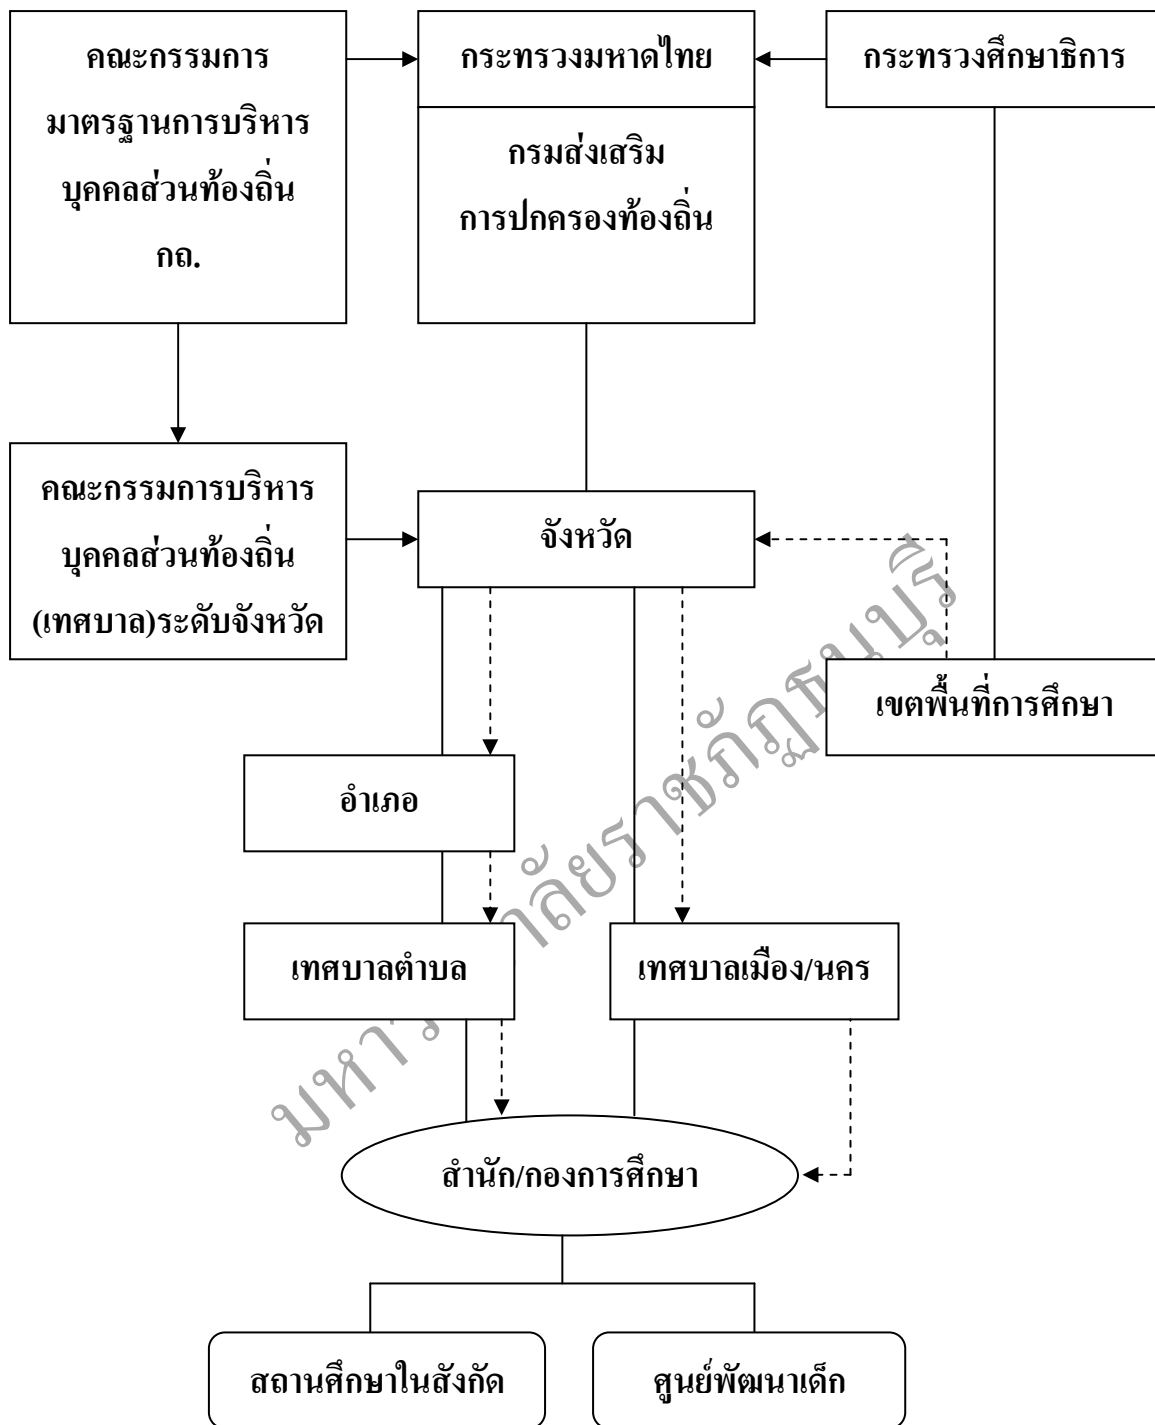 คณะกรรมการ
มาตรฐานการบริหาร
บุคคลส่วนท้องถิ่น
กถ.
กระทรวงมหาดไทย
กรมส่งเสริม
การปกครองท้องถิ่น
กระทรวงศึกษาธิการ
คณะกรรมการบริหาร
บุคคลส่วนท้องถิ่น
(เทศบาล)ระดับจังหวัด
จังหวัด
เขตพื้นที่การศึกษา
อำเภอ
เทศบาลตำบล
เทศบาลเมือง/นคร
สำนัก/กองการศึกษา
สถานศึกษาในสังกัด
ศูนย์พัฒนาเด็ก